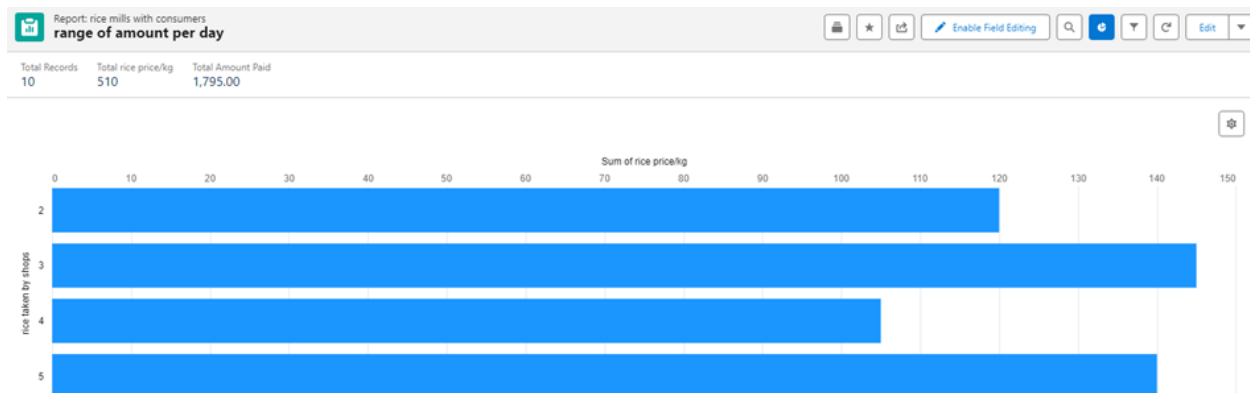 Report: rice mills with consumers
range of amount per day
Enable Field Editing
Edit
Total Records Total rice price/kg Total Amount Paid
10 510 1,795.00
Sum of rice price/kg
0 10 20 30 40 50 60 70 80 90 100 110 120 130 140 150
rice taken by shops
2
3
4
5